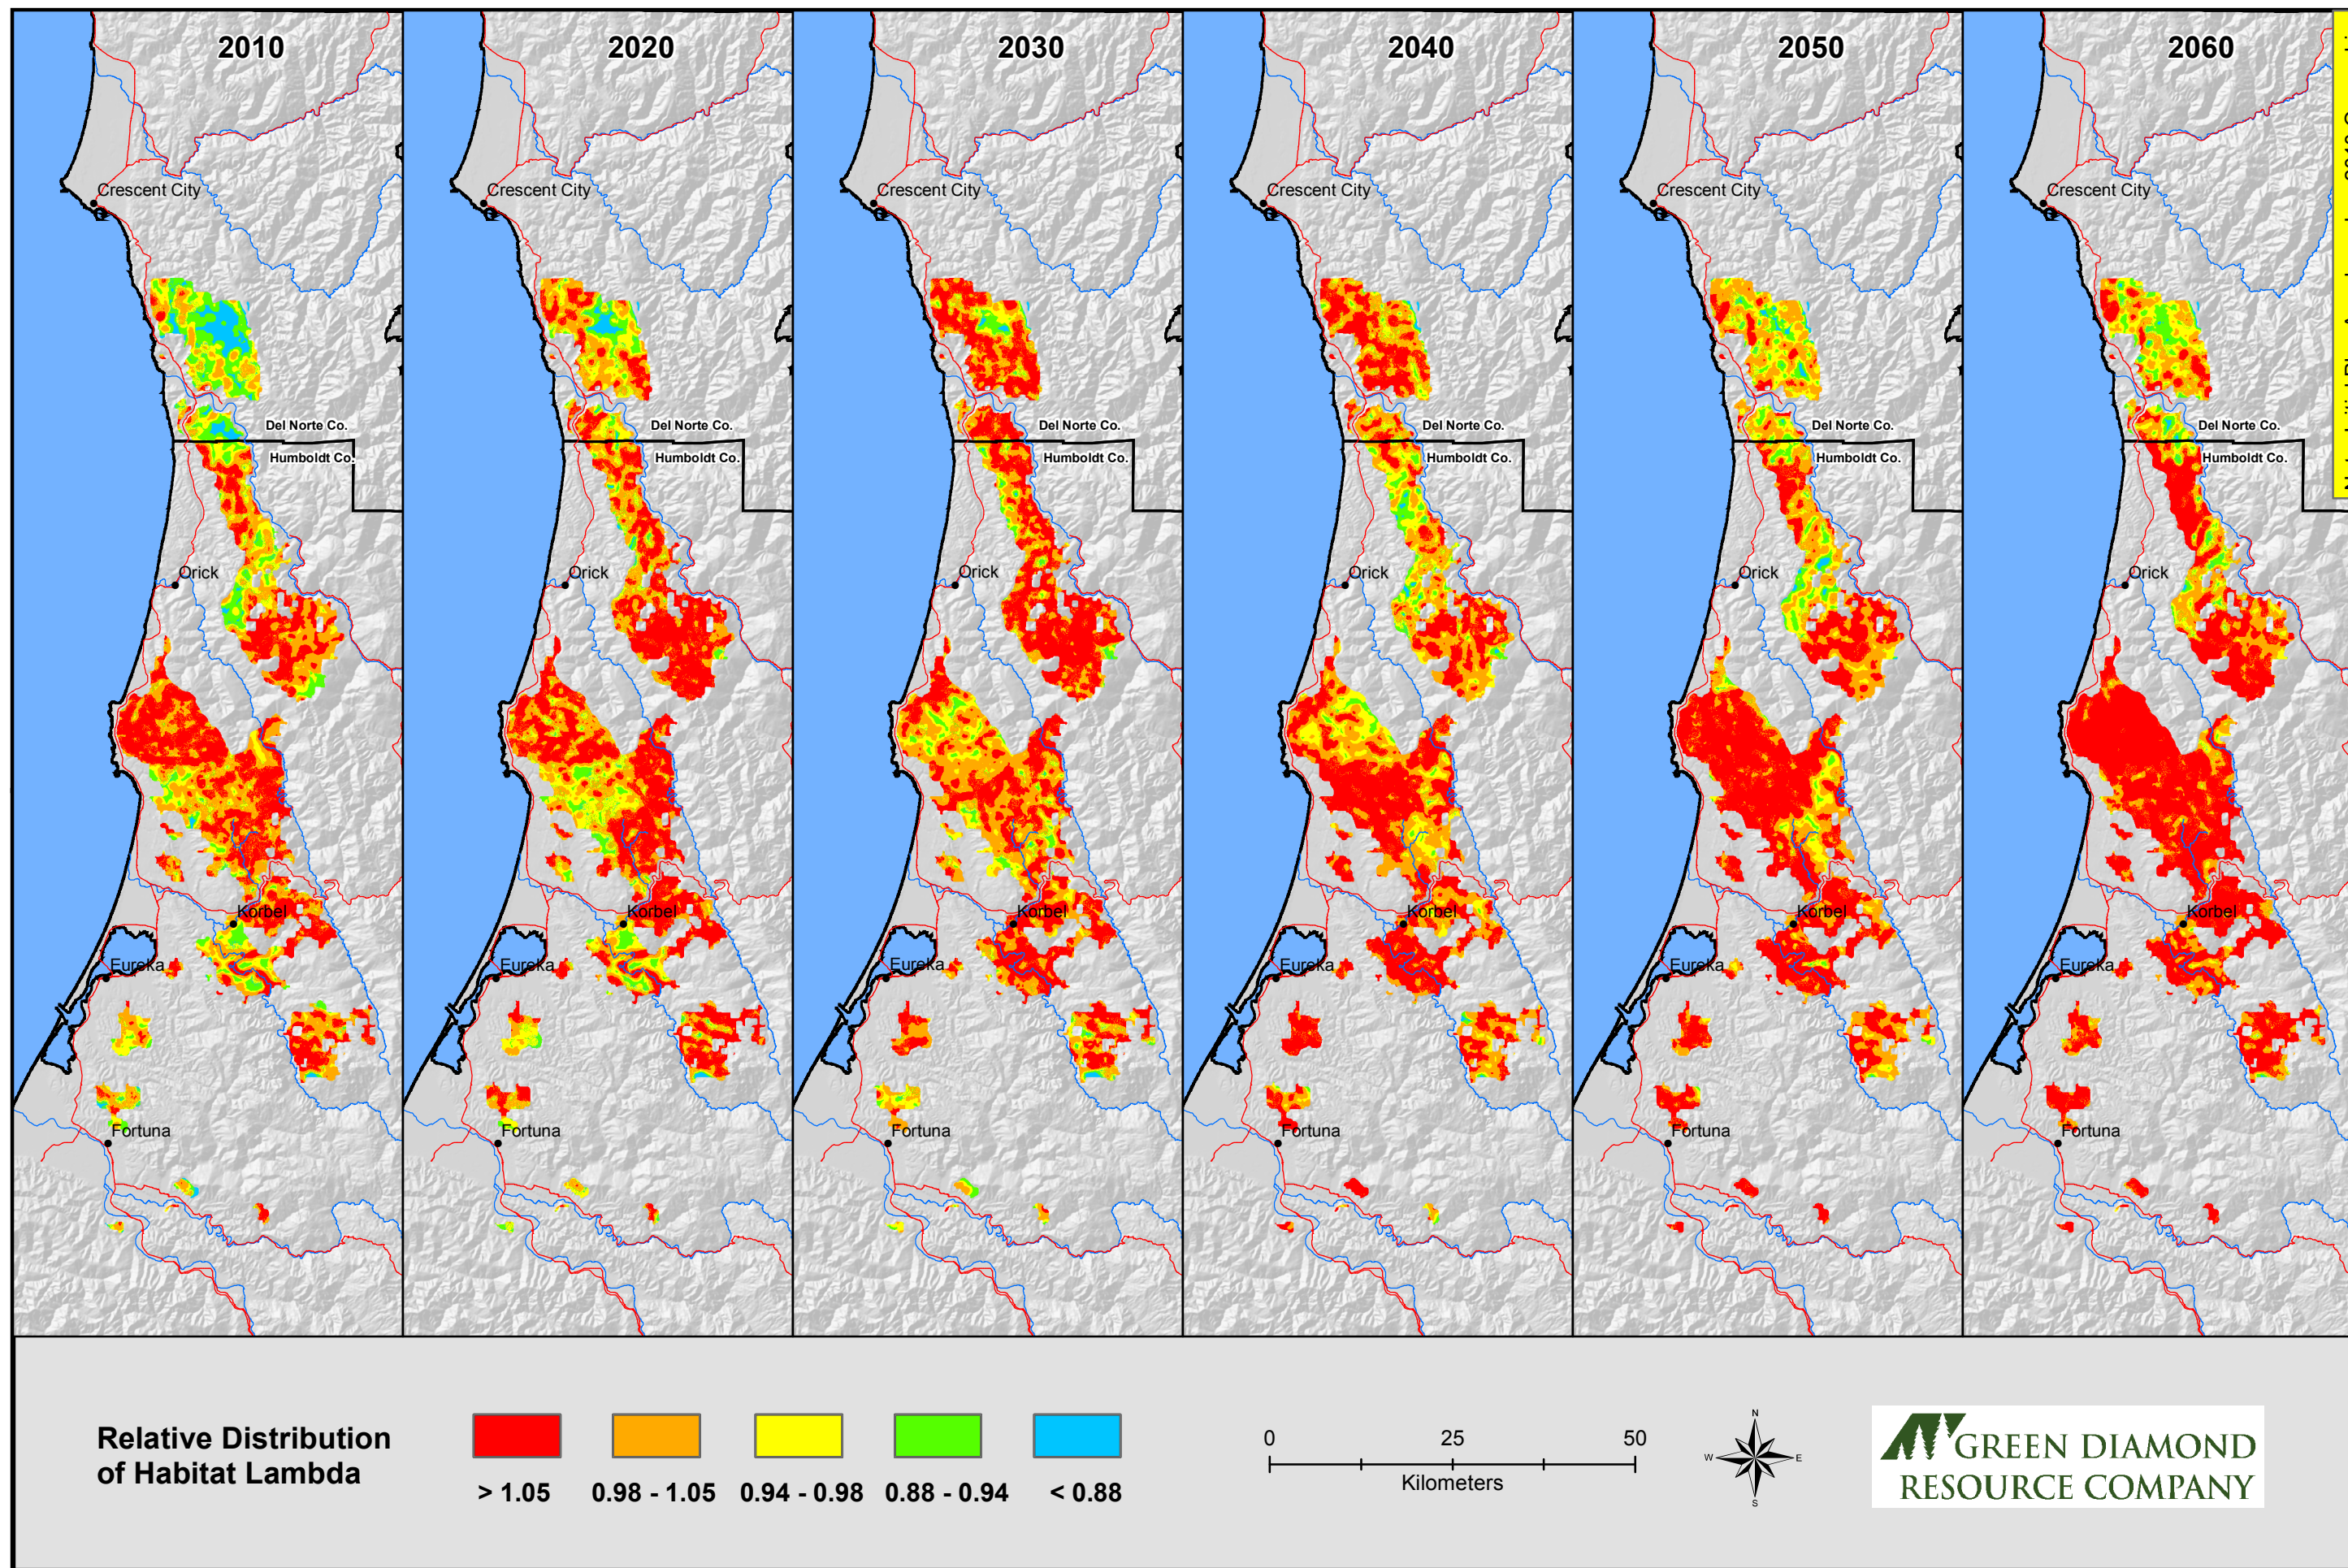 2010
2020
2030
2040
2050
2060
Crescent City
Crescent City
Crescent City
Crescent City
Crescent City
Crescent City
Del Norte Co.
Del Norte Co.
Del Norte Co.
Del Norte Co.
Del Norte Co.
Del Norte Co.
Humboldt Co.
Humboldt Co.
Humboldt Co.
Humboldt Co.
Humboldt Co.
Humboldt Co.
Orick
Orick
Orick
Orick
Orick
Orick
Korbel
Korbel
Korbel
Korbel
Korbel
Korbel
Eureka
Eureka
Eureka
Eureka
Eureka
Eureka
Fortuna
Fortuna
Fortuna
Fortuna
Fortuna
Fortuna
Relative Distribution
of Habitat Lambda
> 1.05
0.98 - 1.05
0.94 - 0.98
0.88 - 0.94
< 0.88
0 25 50
Kilometers
N
W E
S
GREEN DIAMOND
RESOURCE COMPANY